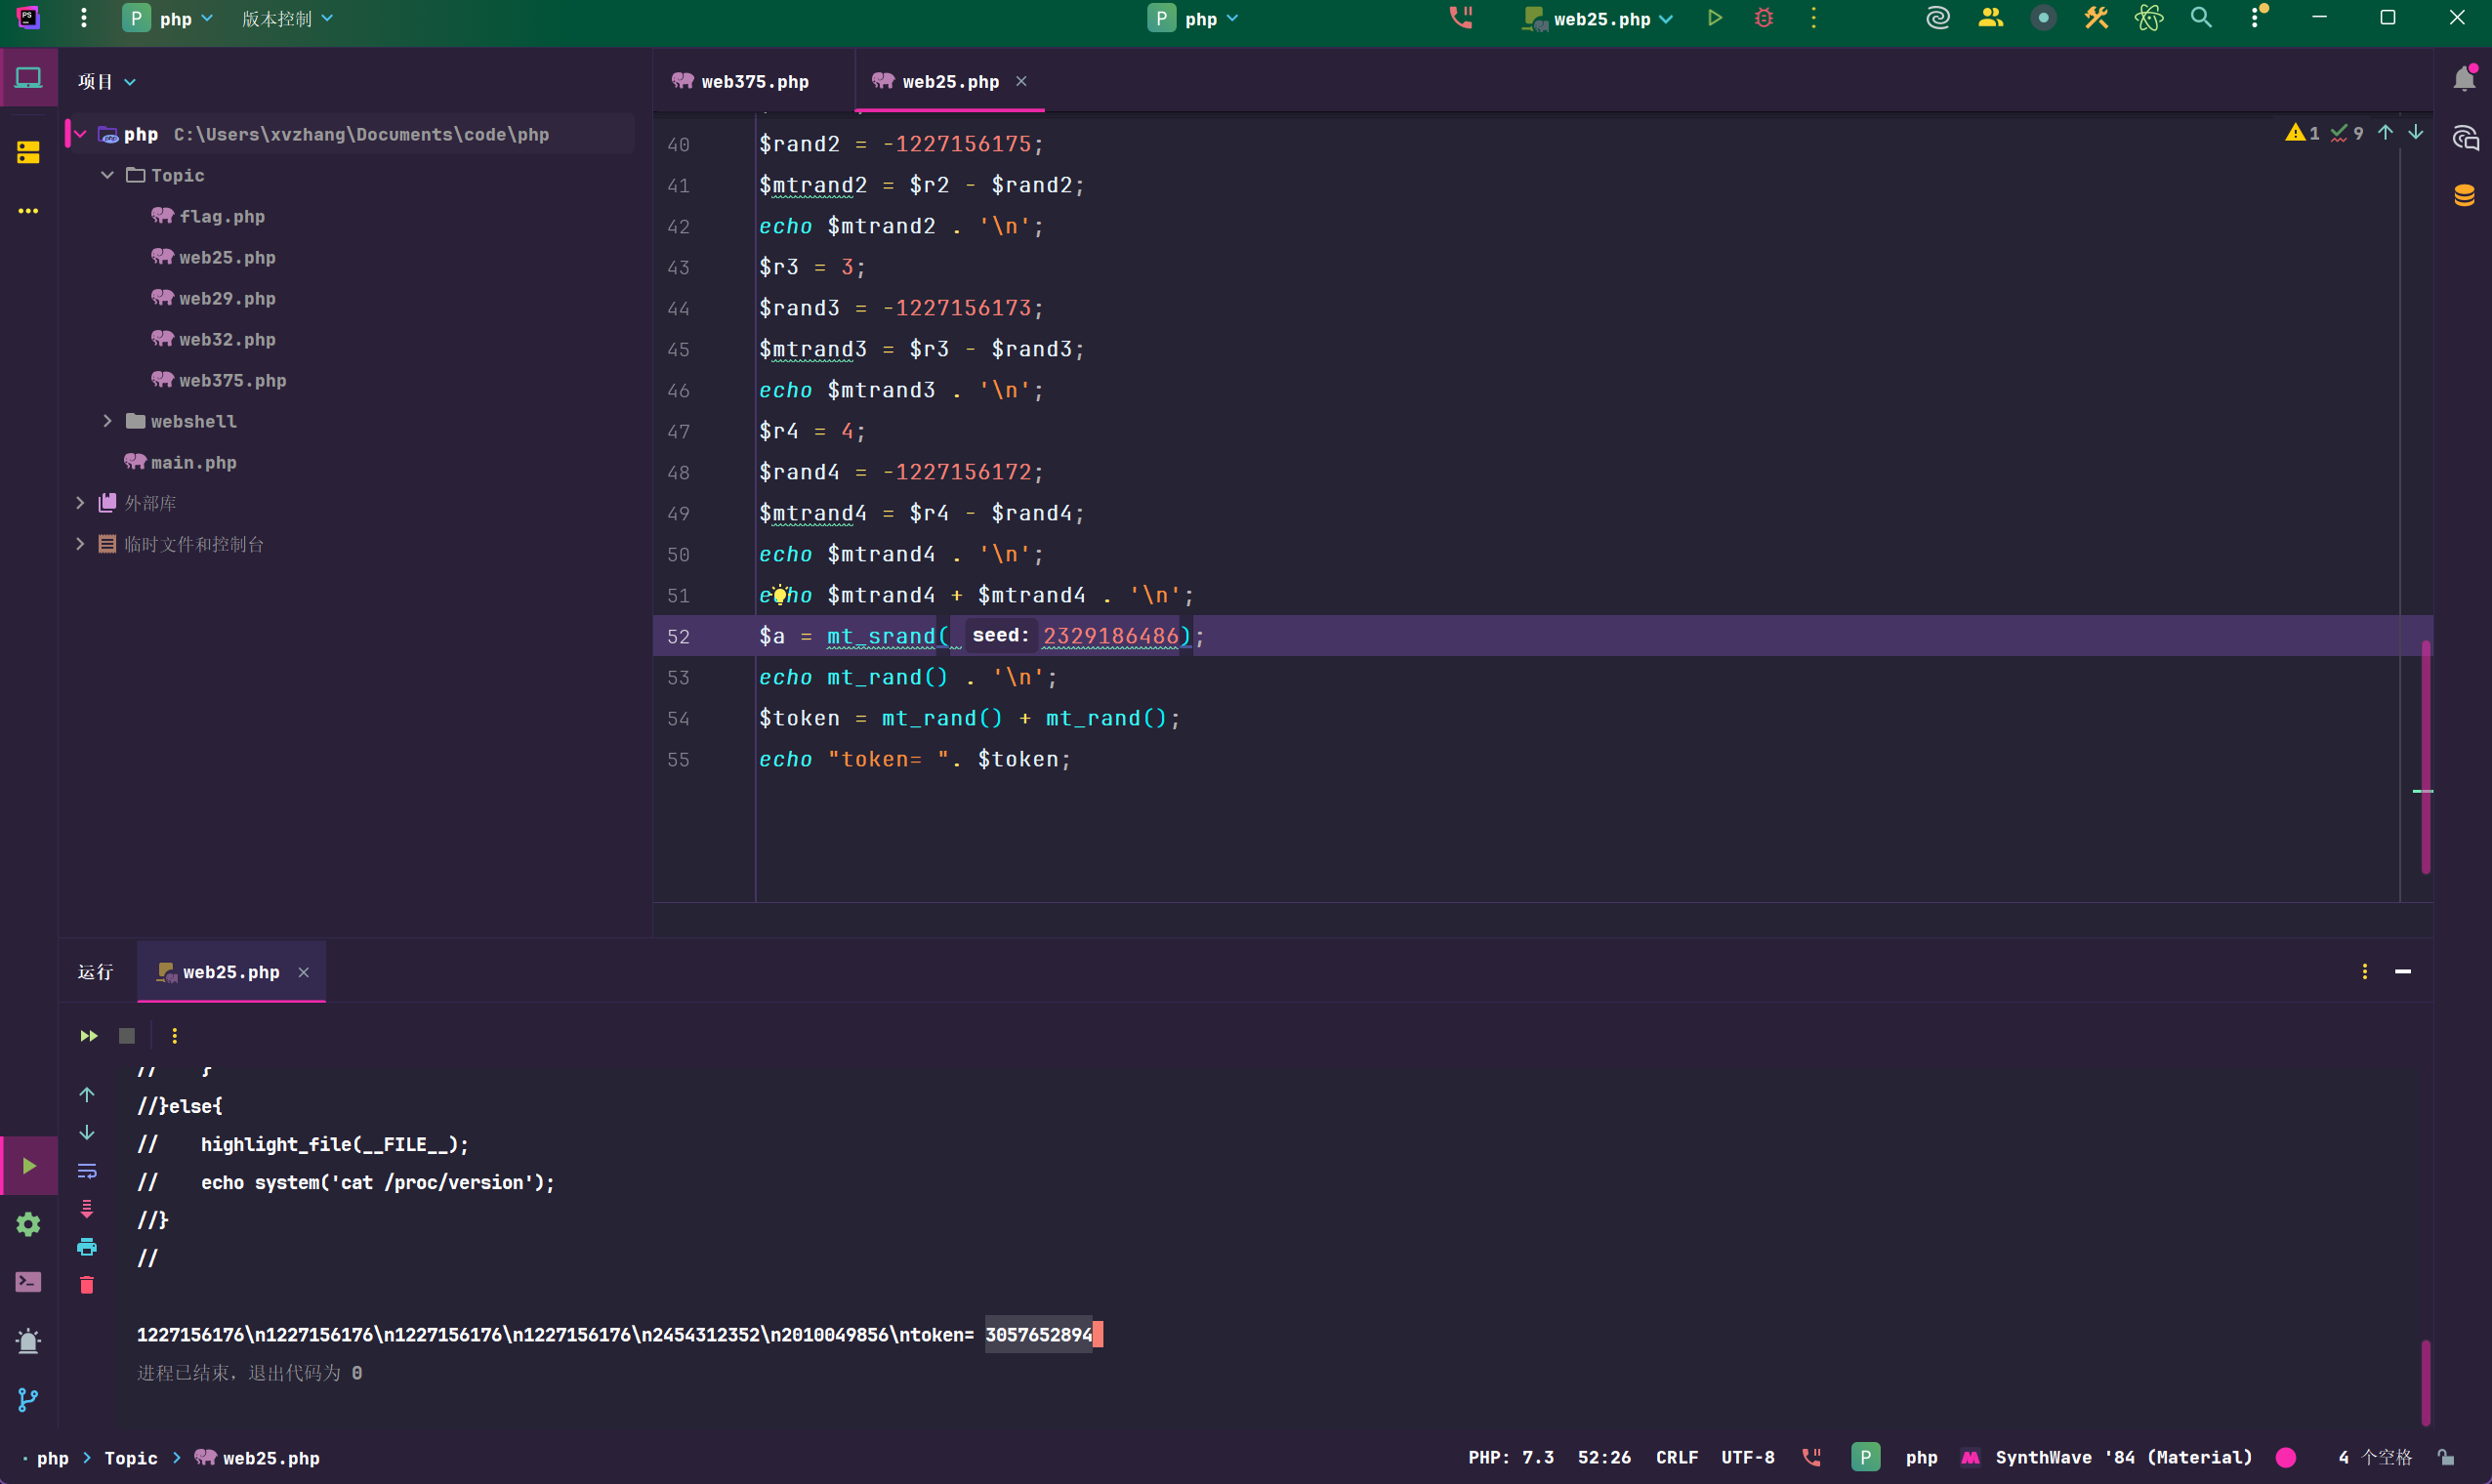 PS
P php 版本控制
P php
web25.php
项目
web375.php
web25.php
php C:\Users\xvzhang\Documents\code\php
Topic
flag.php
web25.php
web29.php
web32.php
web375.php
webshell
main.php
外部库
临时文件和控制台
1 9
40 $rand2 = -1227156175;
41 $mtrand2 = $r2 - $rand2;
42 echo $mtrand2 . '\n';
43 $r3 = 3;
44 $rand3 = -1227156173;
45 $mtrand3 = $r3 - $rand3;
46 echo $mtrand3 . '\n';
47 $r4 = 4;
48 $rand4 = -1227156172;
49 $mtrand4 = $r4 - $rand4;
50 echo $mtrand4 . '\n';
51 echo $mtrand4 + $mtrand4 . '\n';
52 $a = mt_srand( seed: 2329186486);
53 echo mt_rand() . '\n';
54 $token = mt_rand() + mt_rand();
55 echo "token= ". $token;
运行
web25.php
// }
//}else{
// highlight_file(__FILE__);
// echo system('cat /proc/version');
//}
//
1227156176\n1227156176\n1227156176\n1227156176\n2454312352\n2010049856\ntoken= 3057652894
进程已结束，退出代码为 0
php Topic web25.php
PHP: 7.3 52:26 CRLF UTF-8 P php SynthWave '84 (Material) 4 个空格